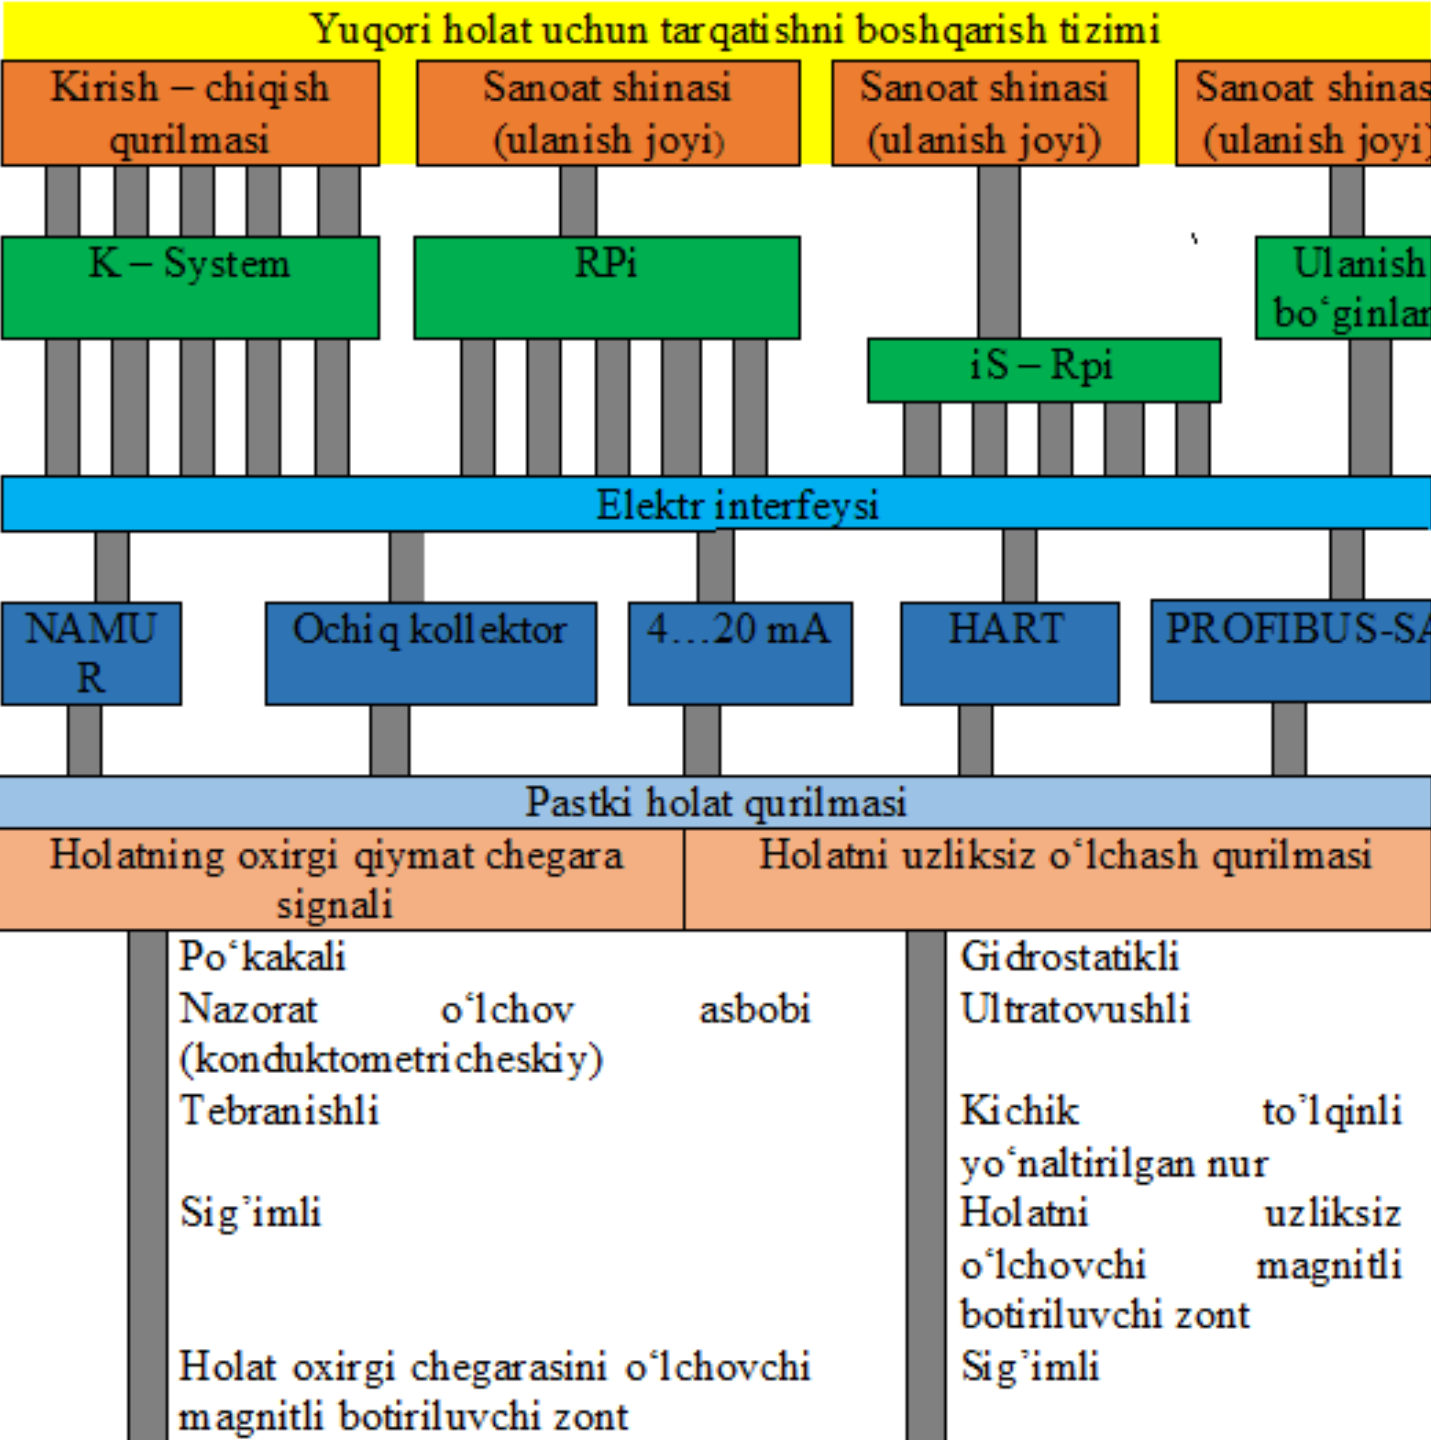 Yuqori holat uchun tarqatishni boshqarish tizimi
Kirish – chiqish
qurilmasi
Sanoat shinasi
(ulanish joyi)
Sanoat shinasi
(ulanish joyi)
Sanoat shinas
(ulanish joyi)
K – System
RPi
Ulanish
bo‘ginlar
iS – Rpi
Elektr interfeysi
NAMU
R
Ochiq kollektor
4...20 mA
HART
PROFIBUS-SA
Pastki holat qurilmasi
Holatning oxirgi qiymat chegara
signali
Holatni uzliksiz o‘lchash qurilmasi
Po‘kakali
Nazorat o‘lchov asbobi
(konduktometricheskiy)
Tebranishli
Sig’imli
Holat oxirgi chegarasini o‘lchovchi
magnitli botiriluvchi zont
Gidrostatikli
Ultratovushli
Kichik to’lqinli
yo‘naltirilgan nur
Holatni uzliksiz
o‘lchovchi magnitli
botiriluvchi zont
Sig’imli